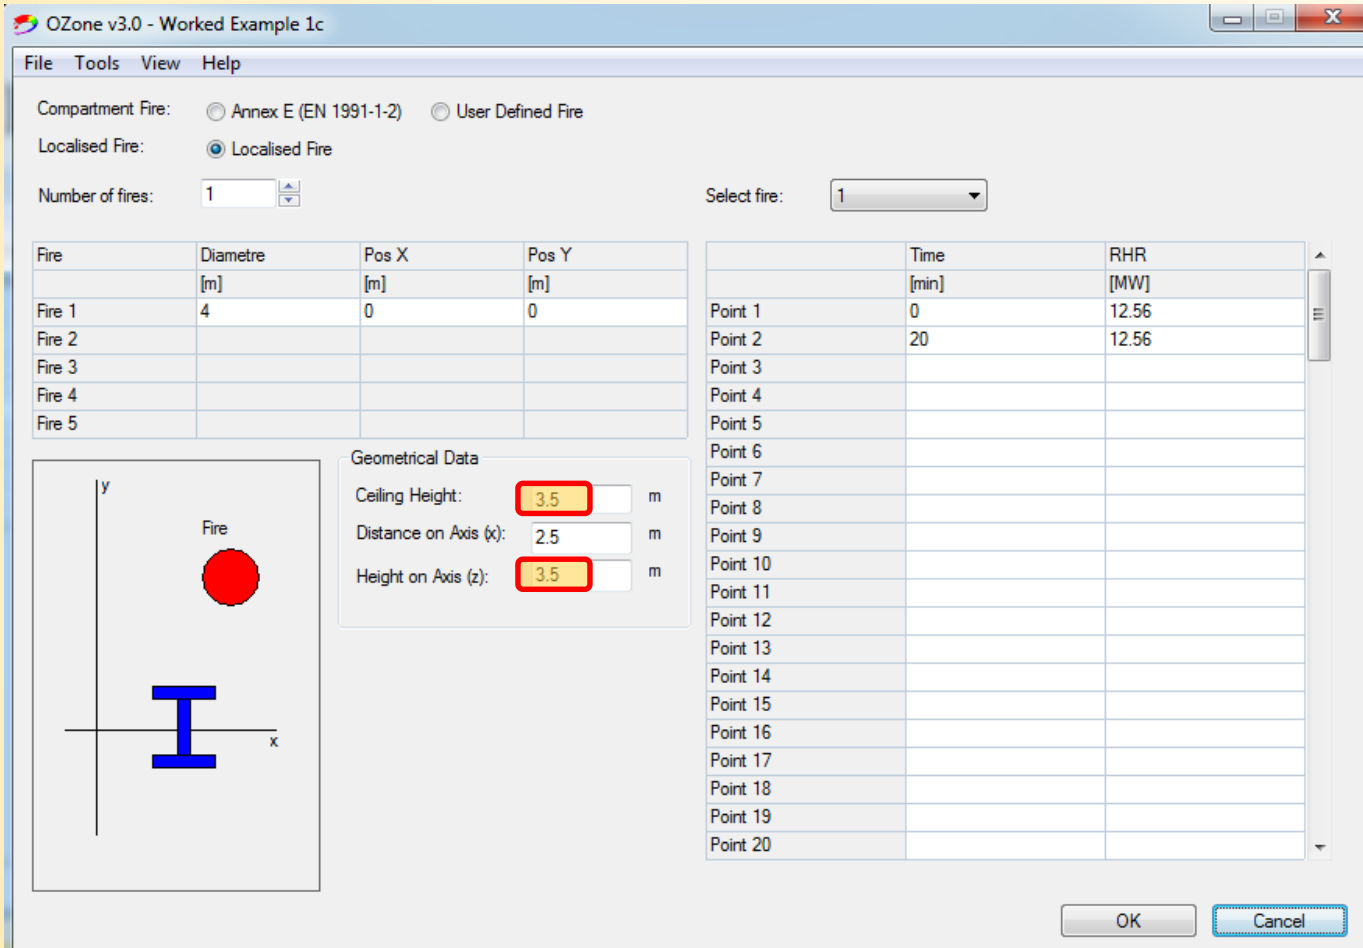 OZone v3.0 - Worked Example 1c
File Tools View Help
Compartment Fire: Annex E (EN 1991-1-2) User Defined Fire
Localised Fire: Localised Fire
Number of fires: 1 Select fire: 1
Fire Diametre Pos X Pos Y
[m] [m] [m]
Fire 1 4 0 0
Fire 2
Fire 3
Fire 4
Fire 5
Geometrical Data
Ceiling Height: 3.5 m
Distance on Axis (x): 2.5 m
Height on Axis (z): 3.5 m
y
Fire
x
Time RHR
[min] [MW]
Point 1 0 12.56
Point 2 20 12.56
Point 3
Point 4
Point 5
Point 6
Point 7
Point 8
Point 9
Point 10
Point 11
Point 12
Point 13
Point 14
Point 15
Point 16
Point 17
Point 18
Point 19
Point 20
OK Cancel